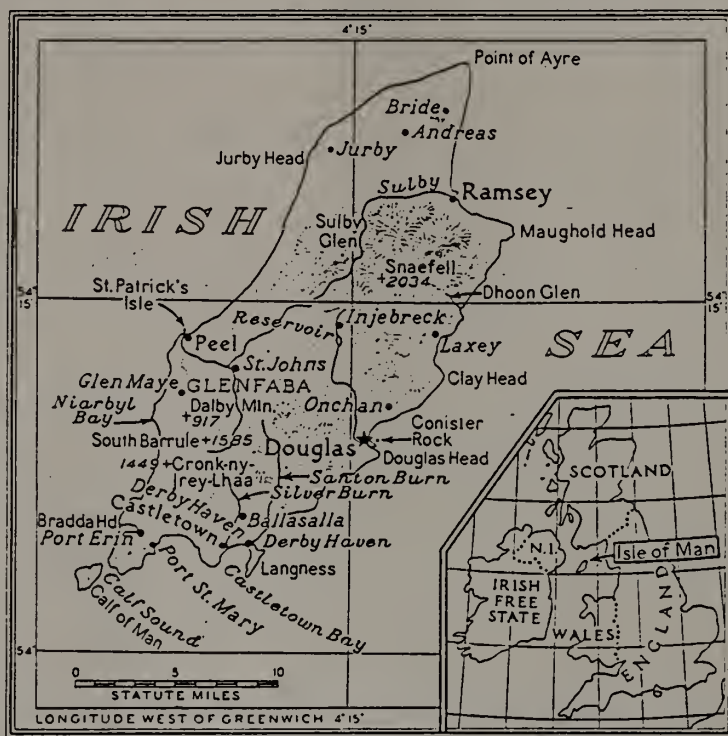 4°15'
Point of Ayre
Bride
Andreas
Jurby
Jurby Head
Sulby
Ramsey
IRISH
Sulby
Glen
Maughold Head
Snaefell
+2034
54°
15'
54°
15'
St. Patrick's
Isle
Dhoon Glen
Reservoir
Injebreck
SEA
Peel
Laxey
St. Johns
Glen Maye
GLENFABA
Clay Head
Niarbyl
Bay
Dalby Mtn.
+917
Onchan
Conister
Rock
South Barrule +1585
Douglas
Douglas Head
1449+Cronk-ny-
irey-Lhaa
Santon Burn
Silver Burn
Derby Haven
Bradda Hd.
Castletown
Ballasalla
Port Erin
Derby Haven
Langness
Port St. Mary
Castletown Bay
Calf Sound
Calf of Man
54°
0 5 10
STATUTE MILES
LONGITUDE WEST OF GREENWICH 4°15'
SCOTLAND
N.I.
Isle of Man
IRISH
FREE
STATE
WALES
ENGLAND